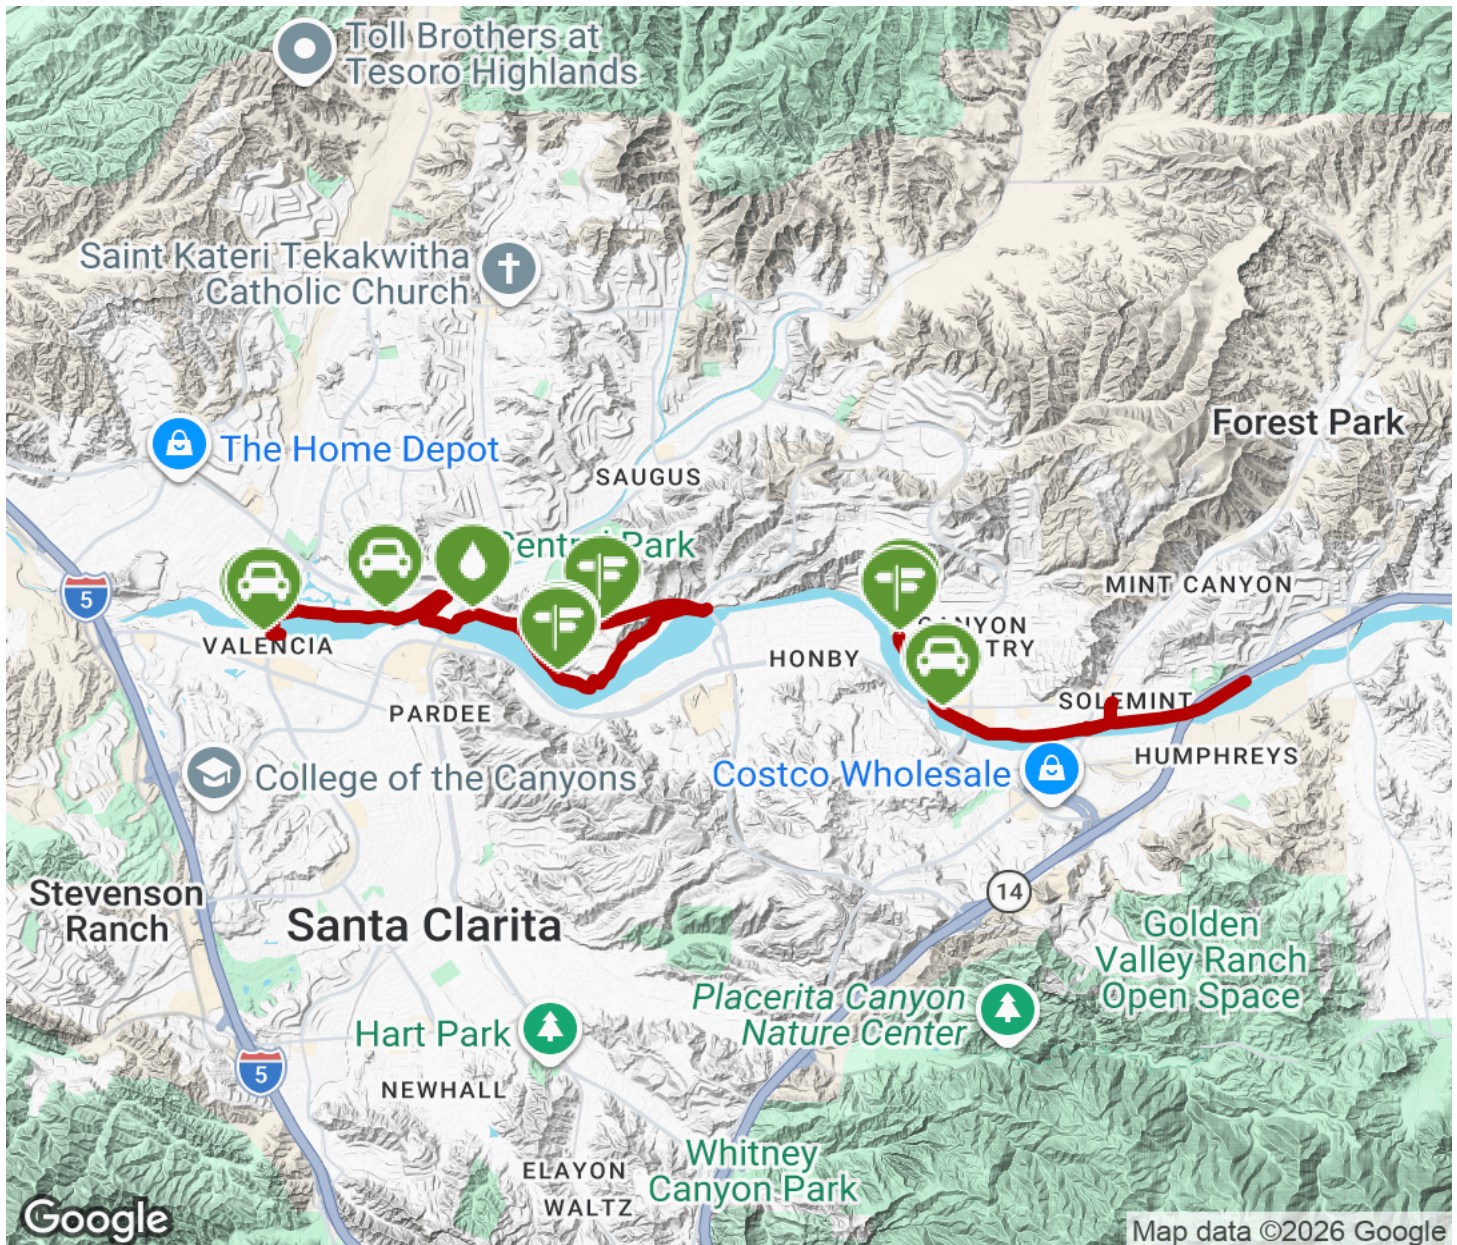 Toll Brothers at
Tesoro Highlands
Saint Kateri Tekakwitha
Catholic Church
The Home Depot
SAUGUS
Forest Park
Central Park
5
MINT CANYON
VALENCIA
HONBY
PARDEE
SOLEMINT
HUMPHREYS
College of the Canyons
Costco Wholesale
14
Stevenson
Ranch
Santa Clarita
Golden
Valley Ranch
Open Space
Placerita Canyon
Nature Center
Hart Park
5
NEWHALL
Whitney
Canyon Park
ELAYON
WALTZ
Google
Map data ©2026 Google